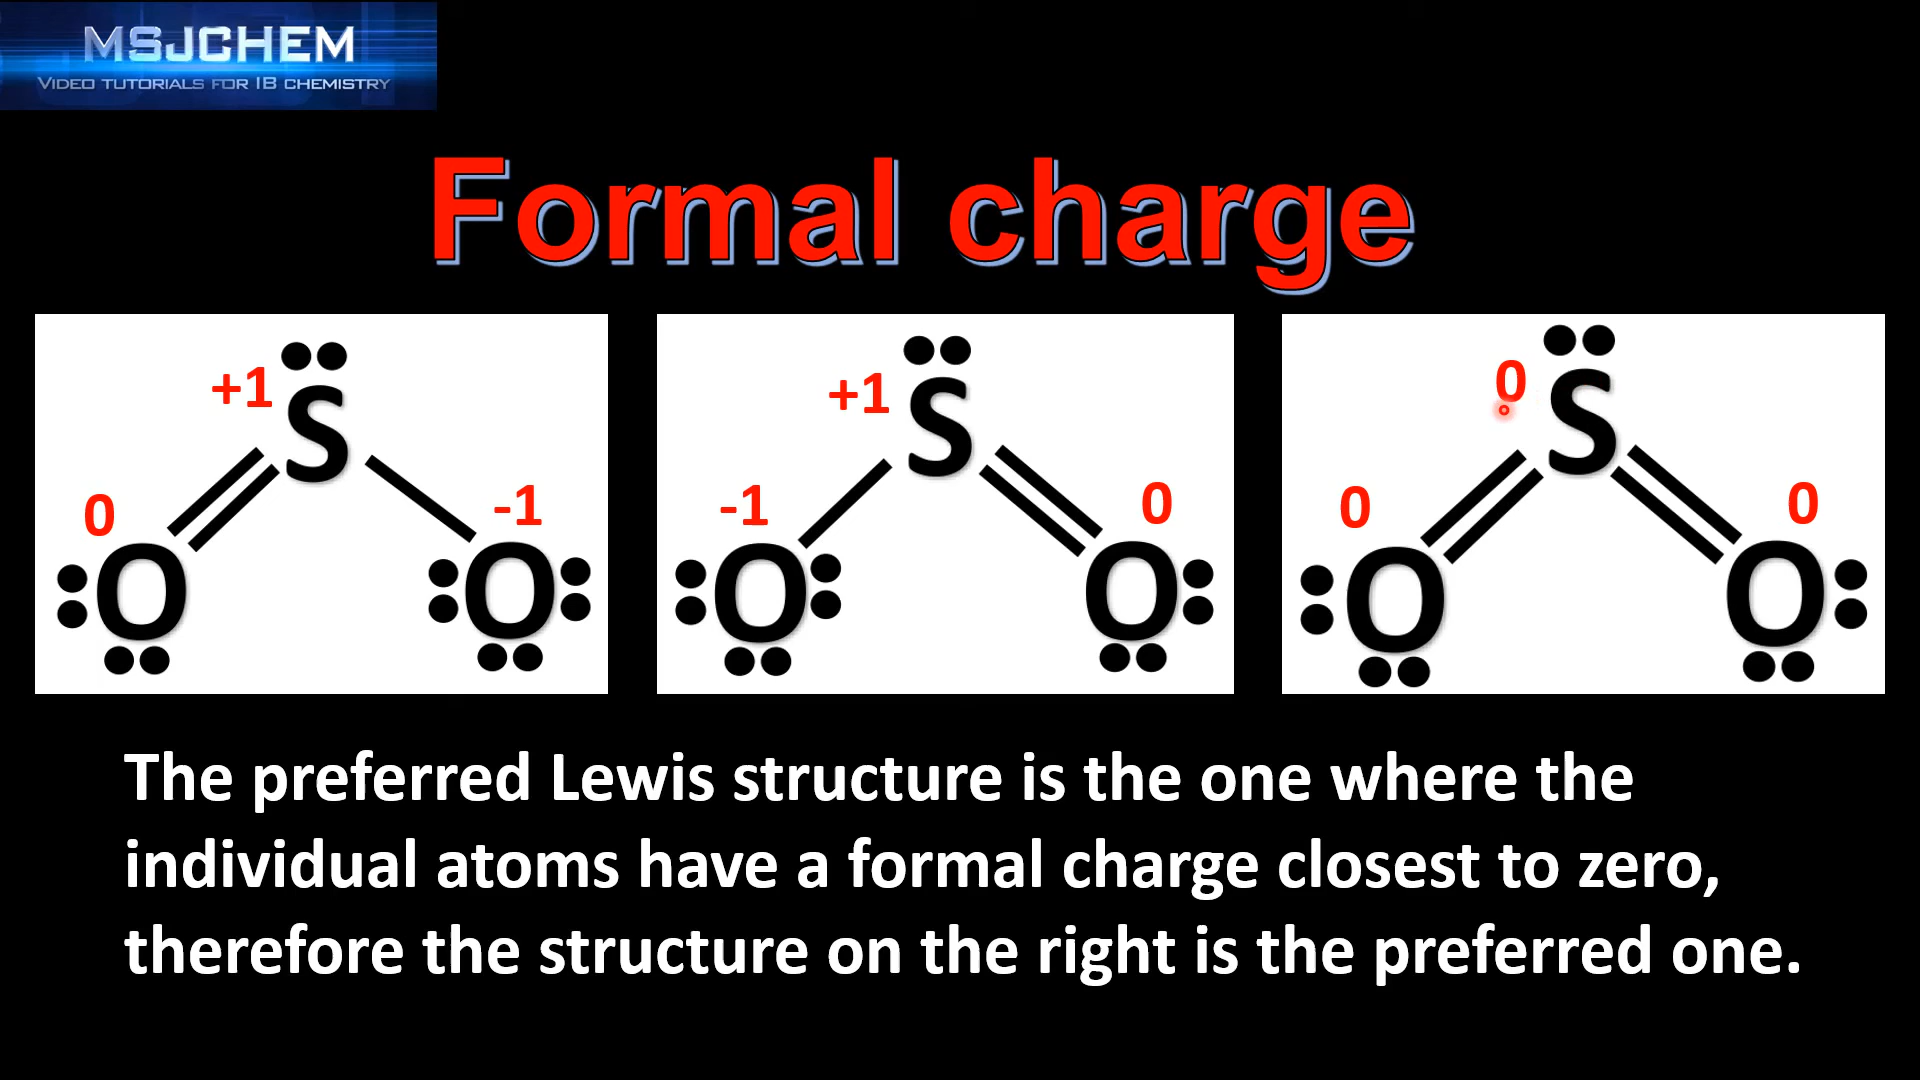 MSJCHEM
VIDEO TUTORIALS FOR IB CHEMISTRY
Formal charge
+1 S
0 -1
O O
+1 S
-1 0
O O
0 S
0 0
O O
The preferred Lewis structure is the one where the
individual atoms have a formal charge closest to zero,
therefore the structure on the right is the preferred one.